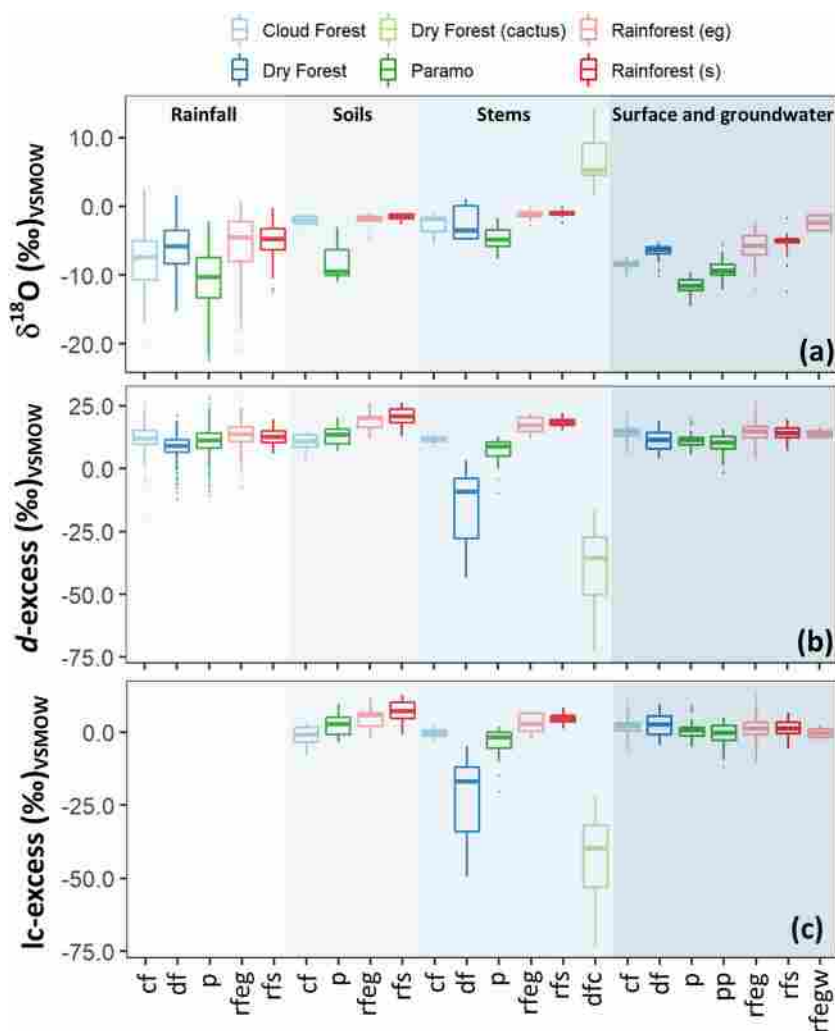 Cloud Forest Dry Forest (cactus) Rainforest (eg)
Dry Forest Paramo Rainforest (s)
Rainfall Soils Stems Surface and groundwater
δ¹⁸O (‰)VSMOW
10.0
0.0
-10.0
-20.0
(a)
d-excess (‰)VSMOW
25.0
0.0
-25.0
-50.0
-75.0
(b)
lc-excess (‰)VSMOW
0.0
-25.0
-50.0
-75.0
(c)
cf df p rfeg rfs cf p rfeg rfs cf df p rfeg rfs dfc cf df p pp rfeg rfs rfegw